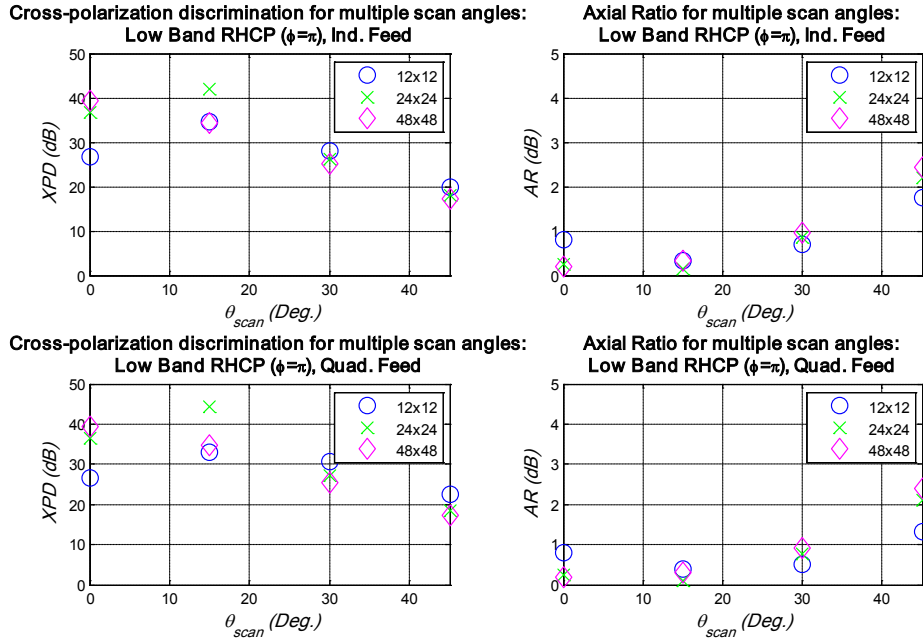 Cross-polarization discrimination for multiple scan angles:
Low Band RHCP (ϕ=π), Ind. Feed
50
40
30
20
10
0
XPD (dB)
12x12
24x24
48x48
0
10
20
30
40
θscan (Deg.)
Axial Ratio for multiple scan angles:
Low Band RHCP (ϕ=π), Ind. Feed
5
4
3
2
1
0
AR (dB)
12x12
24x24
48x48
0
10
20
30
40
θscan (Deg.)
Cross-polarization discrimination for multiple scan angles:
Low Band RHCP (ϕ=π), Quad. Feed
50
40
30
20
10
0
XPD (dB)
12x12
24x24
48x48
0
10
20
30
40
θscan (Deg.)
Axial Ratio for multiple scan angles:
Low Band RHCP (ϕ=π), Quad. Feed
5
4
3
2
1
0
AR (dB)
12x12
24x24
48x48
0
10
20
30
40
θscan (Deg.)